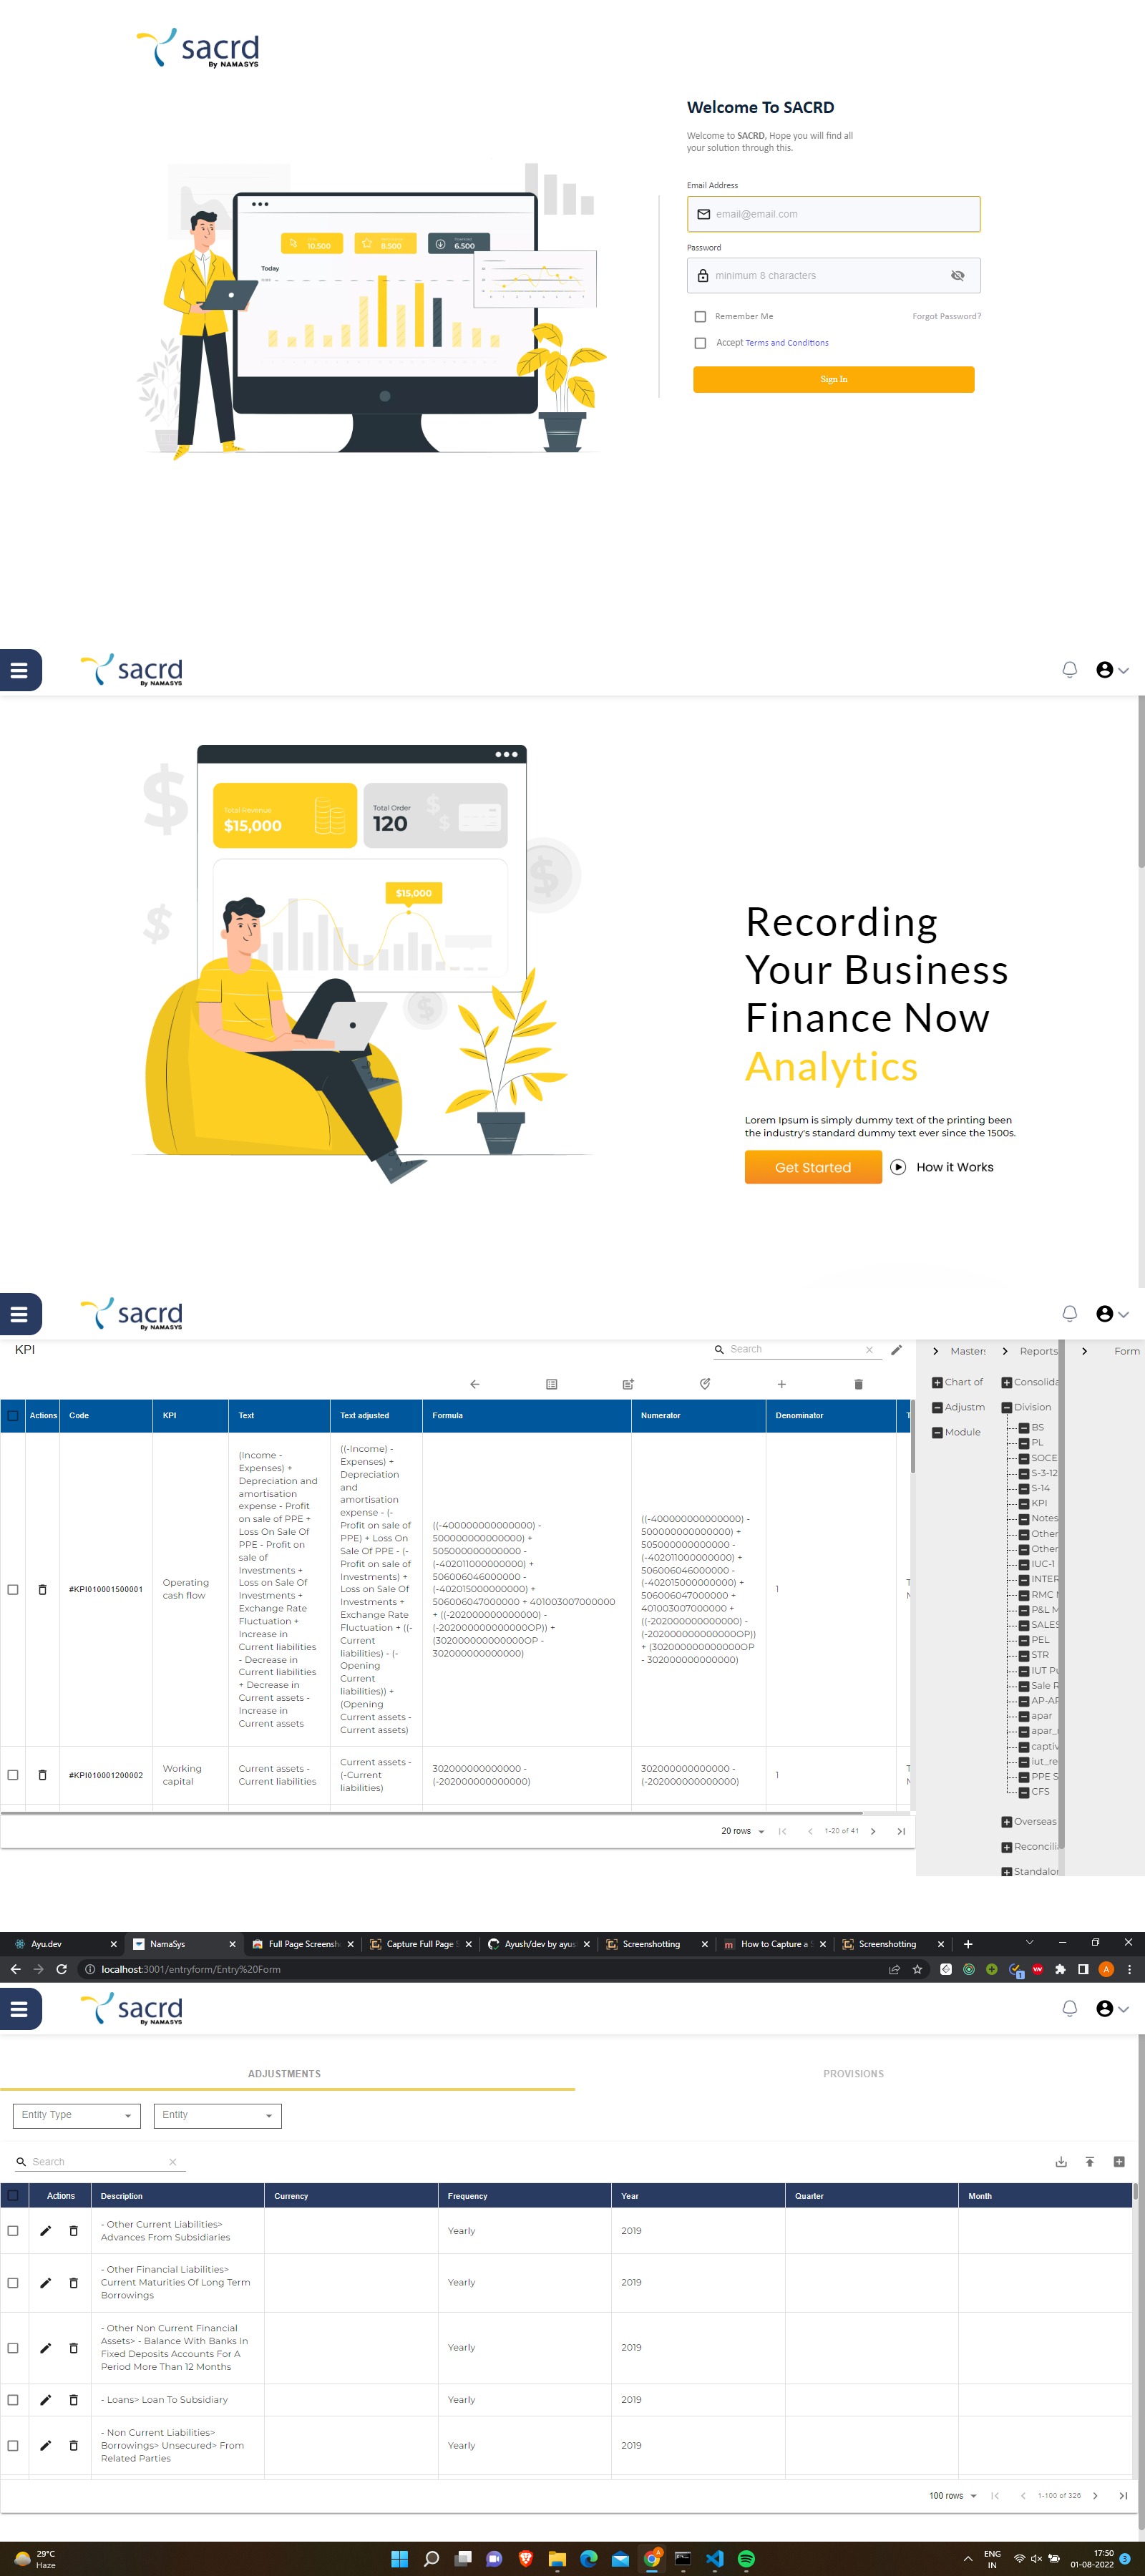 sacrd
By NAMASYS
Welcome To SACRD
Welcome to SACRD, Hope you will find all
your solution through this.
Email Address
email@email.com
Password
minimum 8 characters
Remember Me
Forgot Password?
Accept Terms and Conditions
Sign In
10.500
8.500
6.500
Today
sacrd
By NAMASYS
Total Revenue
$15,000
Total Order
120
$15,000
Recording
Your Business
Finance Now
Analytics
Lorem Ipsum is simply dummy text of the printing been
the industry's standard dummy text ever since the 1500s.
Get Started
How it Works
sacrd
By NAMASYS
KPI
Search
Actions Code KPI Text Text adjusted Formula Numerator Denominator T
#KPI010001500001
Operating
cash flow
(Income -
Expenses) +
Depreciation and
amortisation
expense - Profit
on sale of PPE +
Loss On Sale Of
PPE - Profit on
sale of
Investments +
Loss on Sale Of
Investments +
Exchange Rate
Fluctuation +
Increase in
Current liabilities
- Decrease in
Current liabilities
+ Decrease in
Current assets -
Increase in
Current assets
((-Income) -
Expenses) +
Depreciation
and
amortisation
expense - (-
Profit on sale of
PPE) + Loss On
Sale Of PPE - (-
Profit on sale of
Investments) +
Loss on Sale Of
Investments +
Exchange Rate
Fluctuation + ((-
Current
liabilities) - (-
Opening
Current
liabilities)) +
(Opening
Current assets -
Current assets)
((-400000000000000) -
500000000000000) +
505000000000000 -
(-402011000000000) +
506006046000000 -
(-402015000000000) +
506006047000000 + 401003007000000
+ ((-202000000000000) -
(-202000000000000OP)) +
(302000000000000OP -
302000000000000)
((-400000000000000) -
500000000000000) +
505000000000000 -
(-402011000000000) +
506006046000000 -
(-402015000000000) +
506006047000000 +
401003007000000 +
((-202000000000000) -
(-202000000000000OP))
+ (302000000000000OP
- 302000000000000)
1
#KPI010001200002
Working
capital
Current assets -
Current liabilities
Current assets -
(-Current
liabilities)
302000000000000 -
(-202000000000000)
302000000000000 -
(-202000000000000)
1
20 rows
1-20 of 41
Master
Chart of
Adjustm
Module
Reports
Consolida
Division
BS
PL
SOCE
S-3-12
S-14
KPI
Notes
Other
Other
IUC-1
INTER
RMC
P&L M
SALES
PEL
STR
IUT Pu
Sale R
AP-AF
apar
apar_
captiv
iut_re
PPE S
CFS
Overseas
Reconcili
Standalor
Form
Ayu.dev
NamaSys
Full Page Screensh
Capture Full Page S
Ayush/dev by ayus
Screenshotting
How to Capture a
Screenshotting
localhost:3001/entryform/Entry%20Form
sacrd
By NAMASYS
ADJUSTMENTS
PROVISIONS
Entity Type
Entity
Search
Actions Description Currency Frequency Year Quarter Month
- Other Current Liabilities>
Advances From Subsidiaries
Yearly 2019
- Other Financial Liabilities>
Current Maturities Of Long Term
Borrowings
Yearly 2019
- Other Non Current Financial
Assets> - Balance With Banks In
Fixed Deposits Accounts For A
Period More Than 12 Months
Yearly 2019
- Loans> Loan To Subsidiary
Yearly 2019
- Non Current Liabilities>
Borrowings> Unsecured> From
Related Parties
Yearly 2019
100 rows
1-100 of 326
29°C
Haze
ENG
IN
17:50
01-08-2022
3